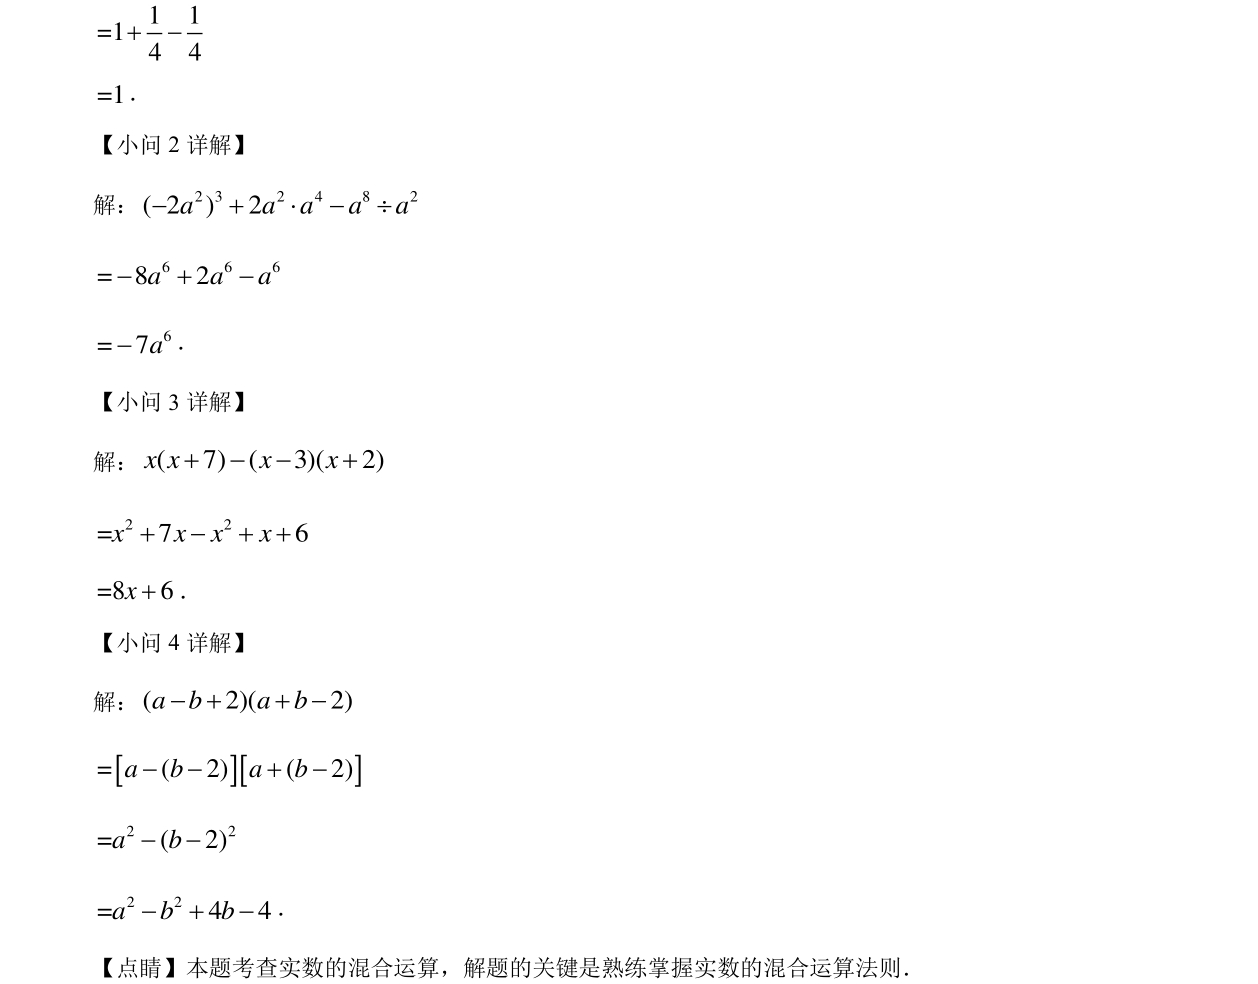 =1+1/4−1/4
=1．
【小问 2 详解】
解：(−2a²)³+2a²·a⁴−a⁸÷a²
=−8a⁶+2a⁶−a⁶
=−7a⁶．
【小问 3 详解】
解：x(x+7)−(x−3)(x+2)
=x²+7x−x²+x+6
=8x+6．
【小问 4 详解】
解：(a−b+2)(a+b−2)
=[a−(b−2)][a+(b−2)]
=a²−(b−2)²
=a²−b²+4b−4．
【点睛】本题考查实数的混合运算，解题的关键是熟练掌握实数的混合运算法则．